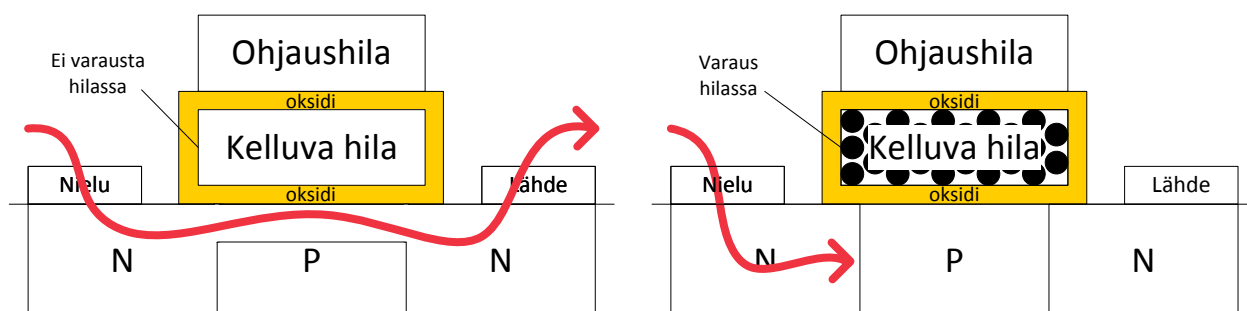 Ohjaushila
Ei varausta
hilassa
oksidi
Kelluva hila
Nielu
oksidi
Lähde
N
P
N
Ohjaushila
Varaus
hilassa
oksidi
Kelluva hila
Nielu
oksidi
Lähde
N
P
N